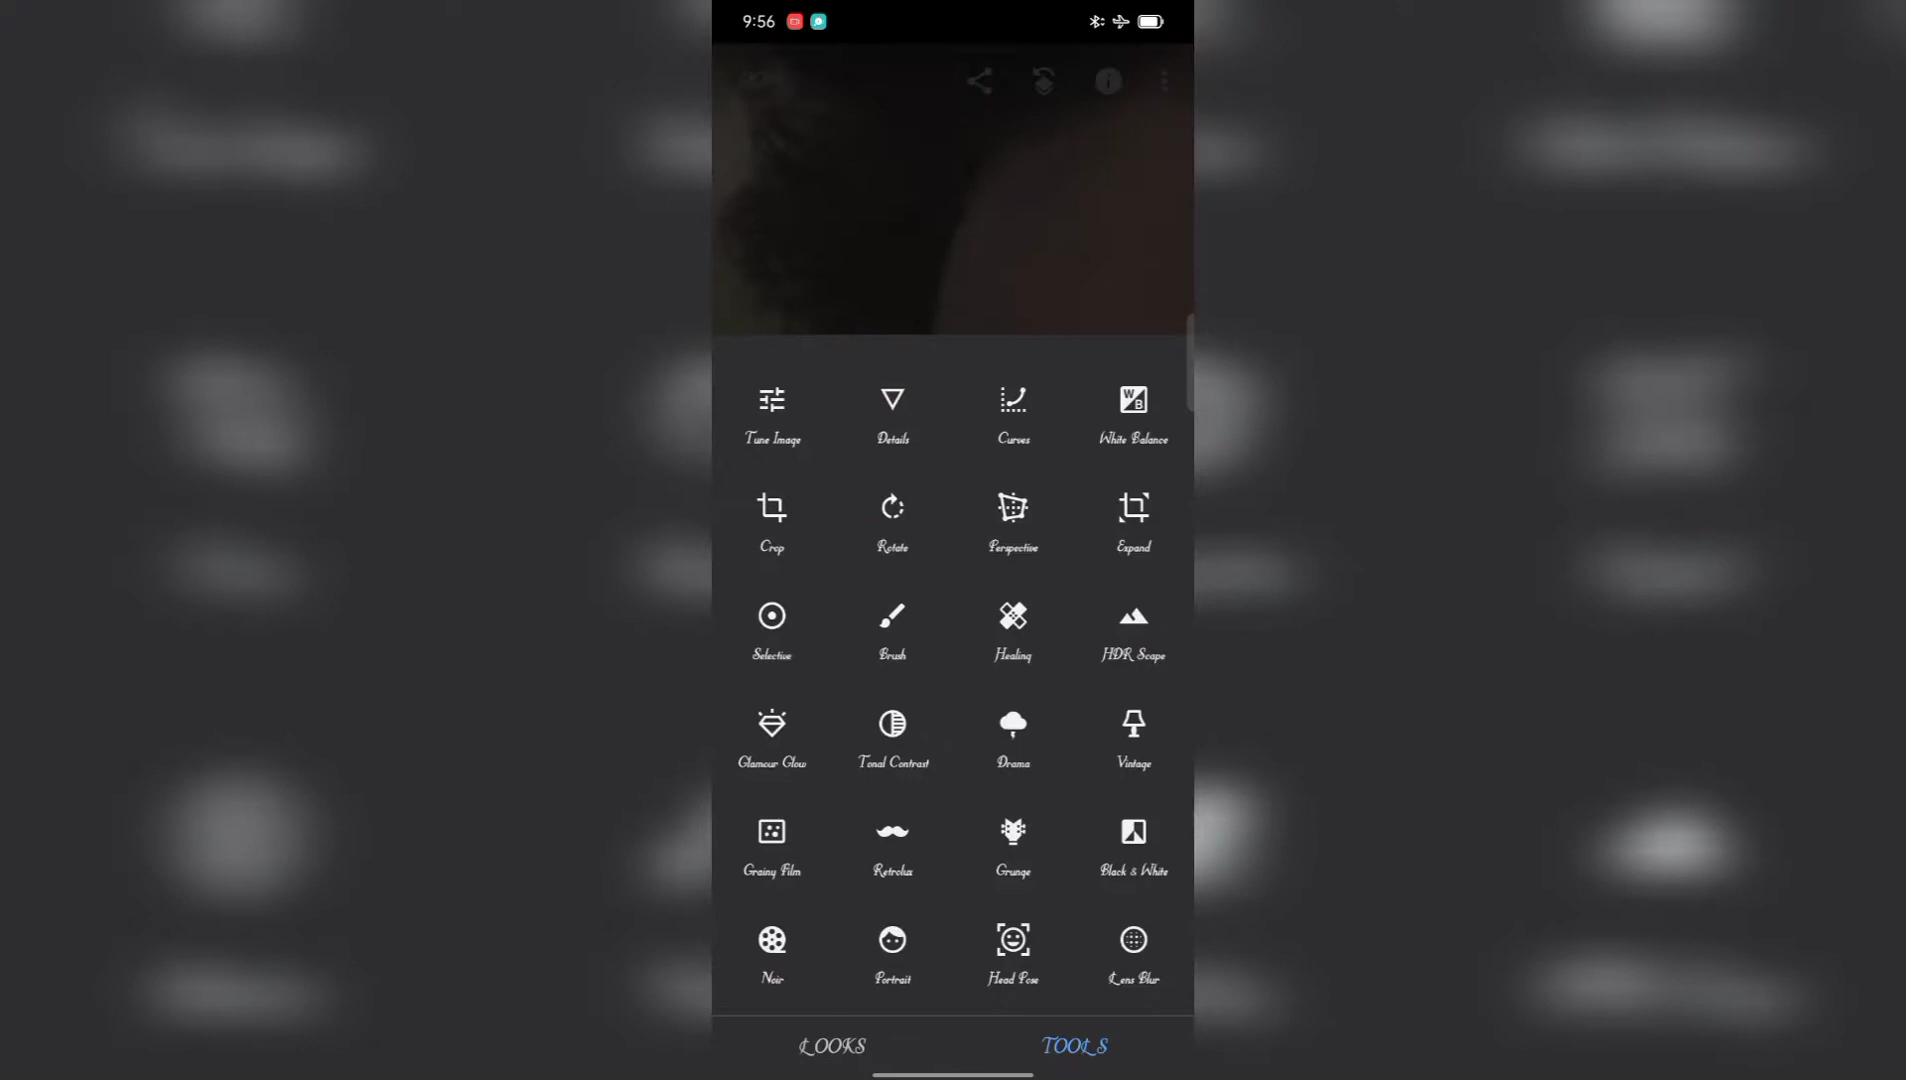 9:56
Tune Image Details Curves White Balance
Crop Rotate Perspective Expand
Selective Brush Healing HDR Scape
Glamour Glow Tonal Contrast Drama Vintage
Grainy Film Retrolux Grunge Black & White
Noir Portrait Head Pose Lens Blur
LOOKS TOOLS